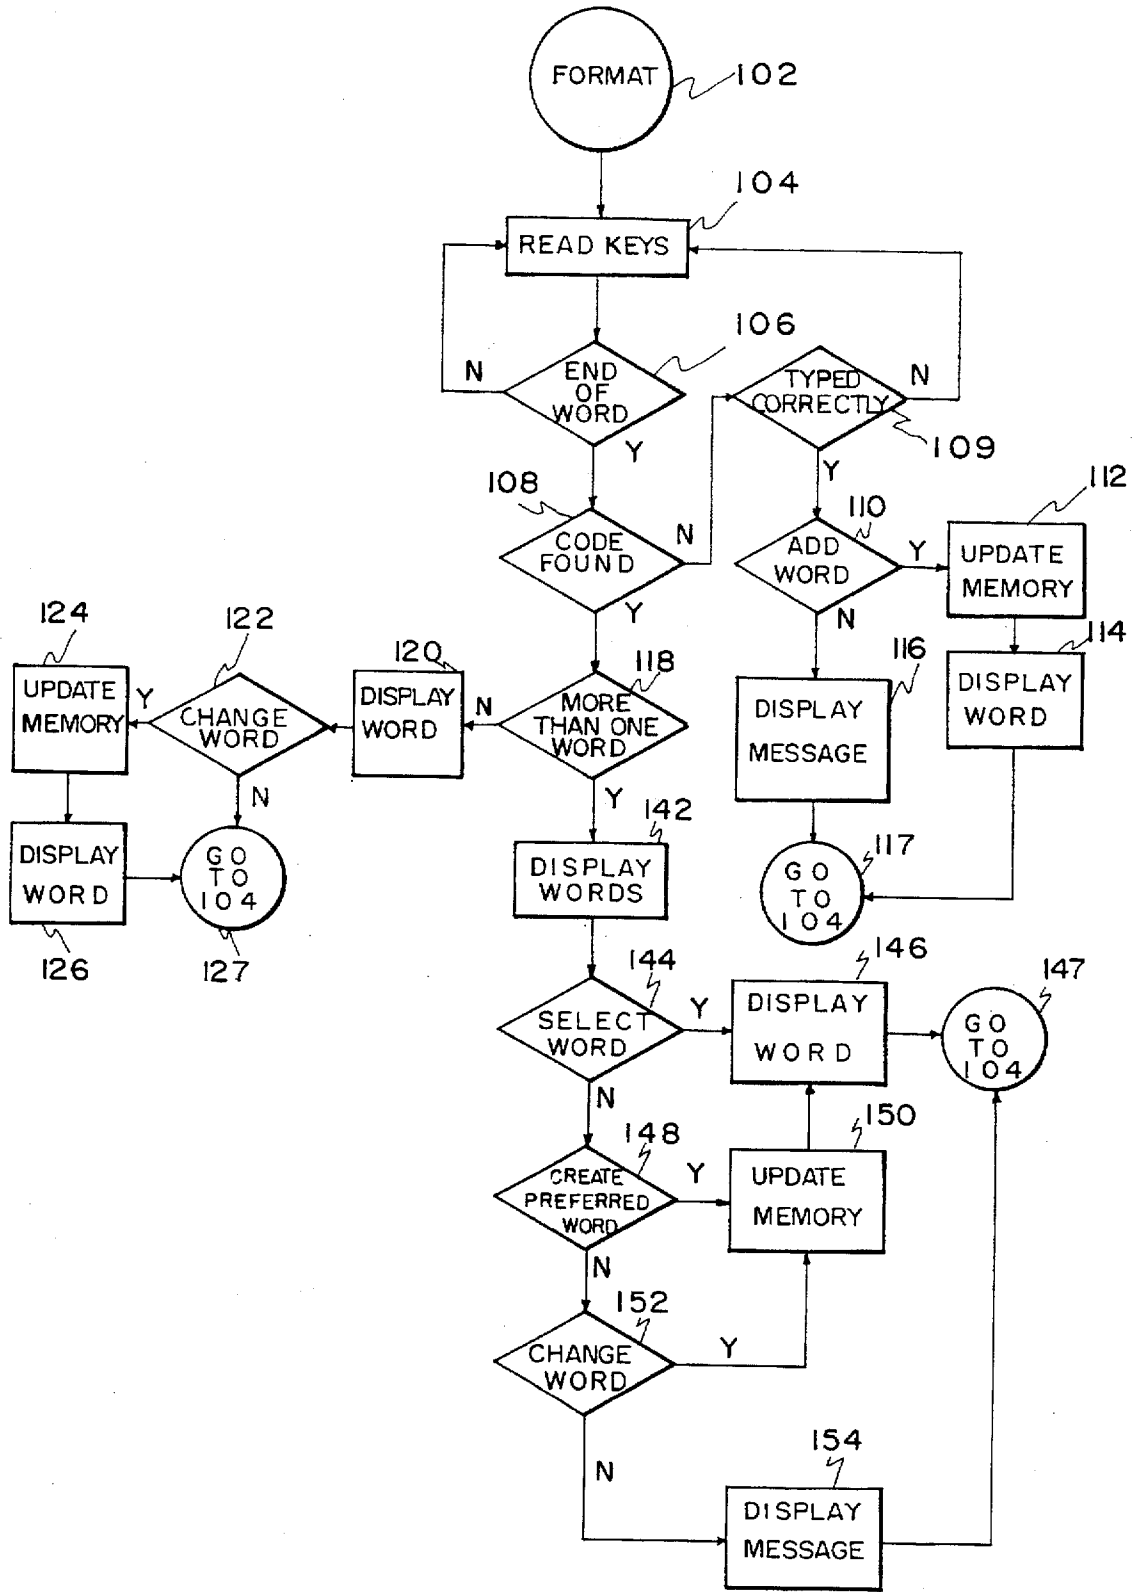 FORMAT
102
104
READ KEYS
106
N
END
OF
WORD
TYPED
CORRECTLY
N
109
Y
Y
108
CODE
FOUND
N
110
ADD
WORD
Y
112
UPDATE
MEMORY
Y
N
124
122
120
118
116
114
UPDATE
MEMORY
Y
CHANGE
WORD
DISPLAY
WORD
N
MORE
THAN ONE
WORD
DISPLAY
MESSAGE
DISPLAY
WORD
N
Y
142
DISPLAY
WORD
GO
TO
104
DISPLAY
WORDS
GO
TO
104
117
126
127
144
146
147
SELECT
WORD
Y
DISPLAY
WORD
GO
TO
104
N
148
150
CREATE
PREFERRED
WORD
Y
UPDATE
MEMORY
N
152
CHANGE
WORD
Y
N
154
DISPLAY
MESSAGE